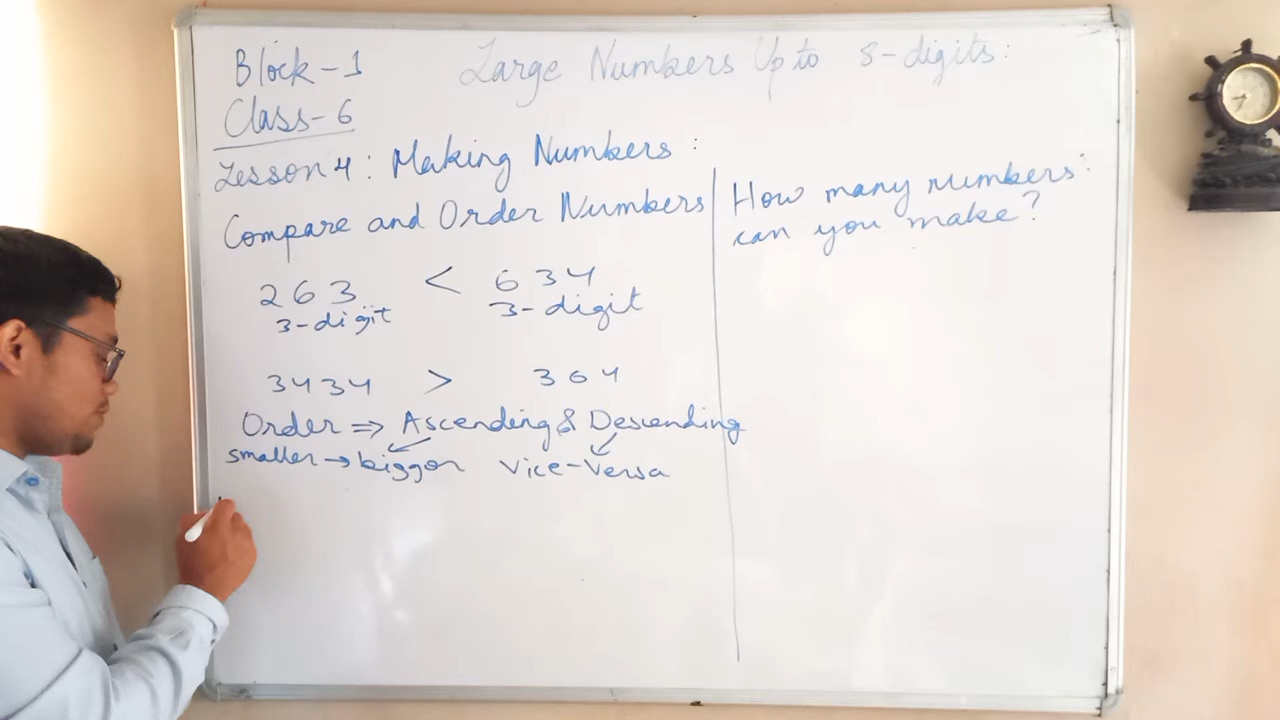 Block-1
Large Numbers Up to 8-digits:
Class-6
Lesson 4: Making Numbers:
Compare and Order Numbers
263 < 634
3-digit 3-digit
3434 > 364
Order ⇒ Ascending & Descending
smaller → bigger vice-versa
How many numbers:
can you make?